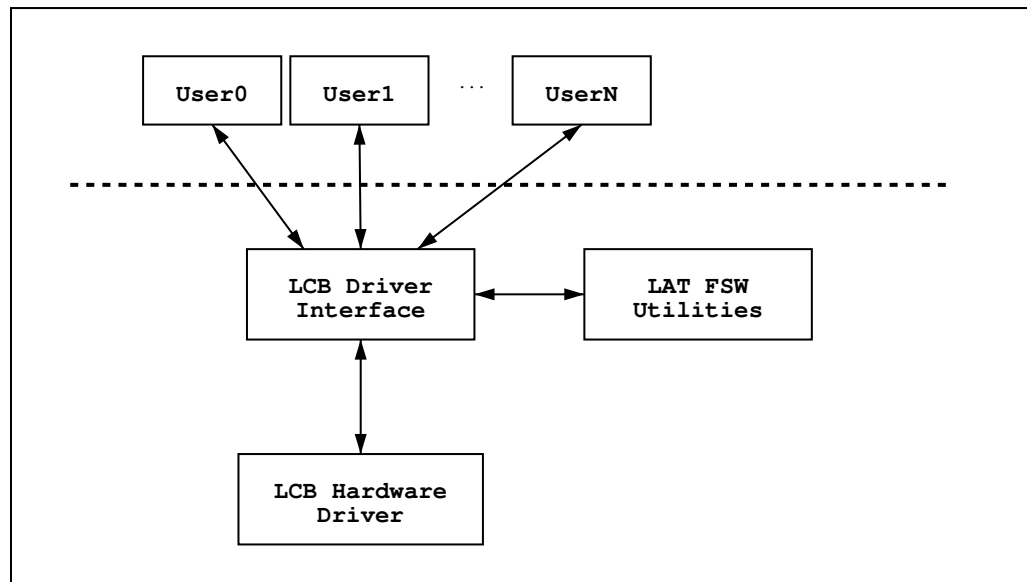 User0
User1
...
UserN
LCB Driver
Interface
LAT FSW
Utilities
LCB Hardware
Driver